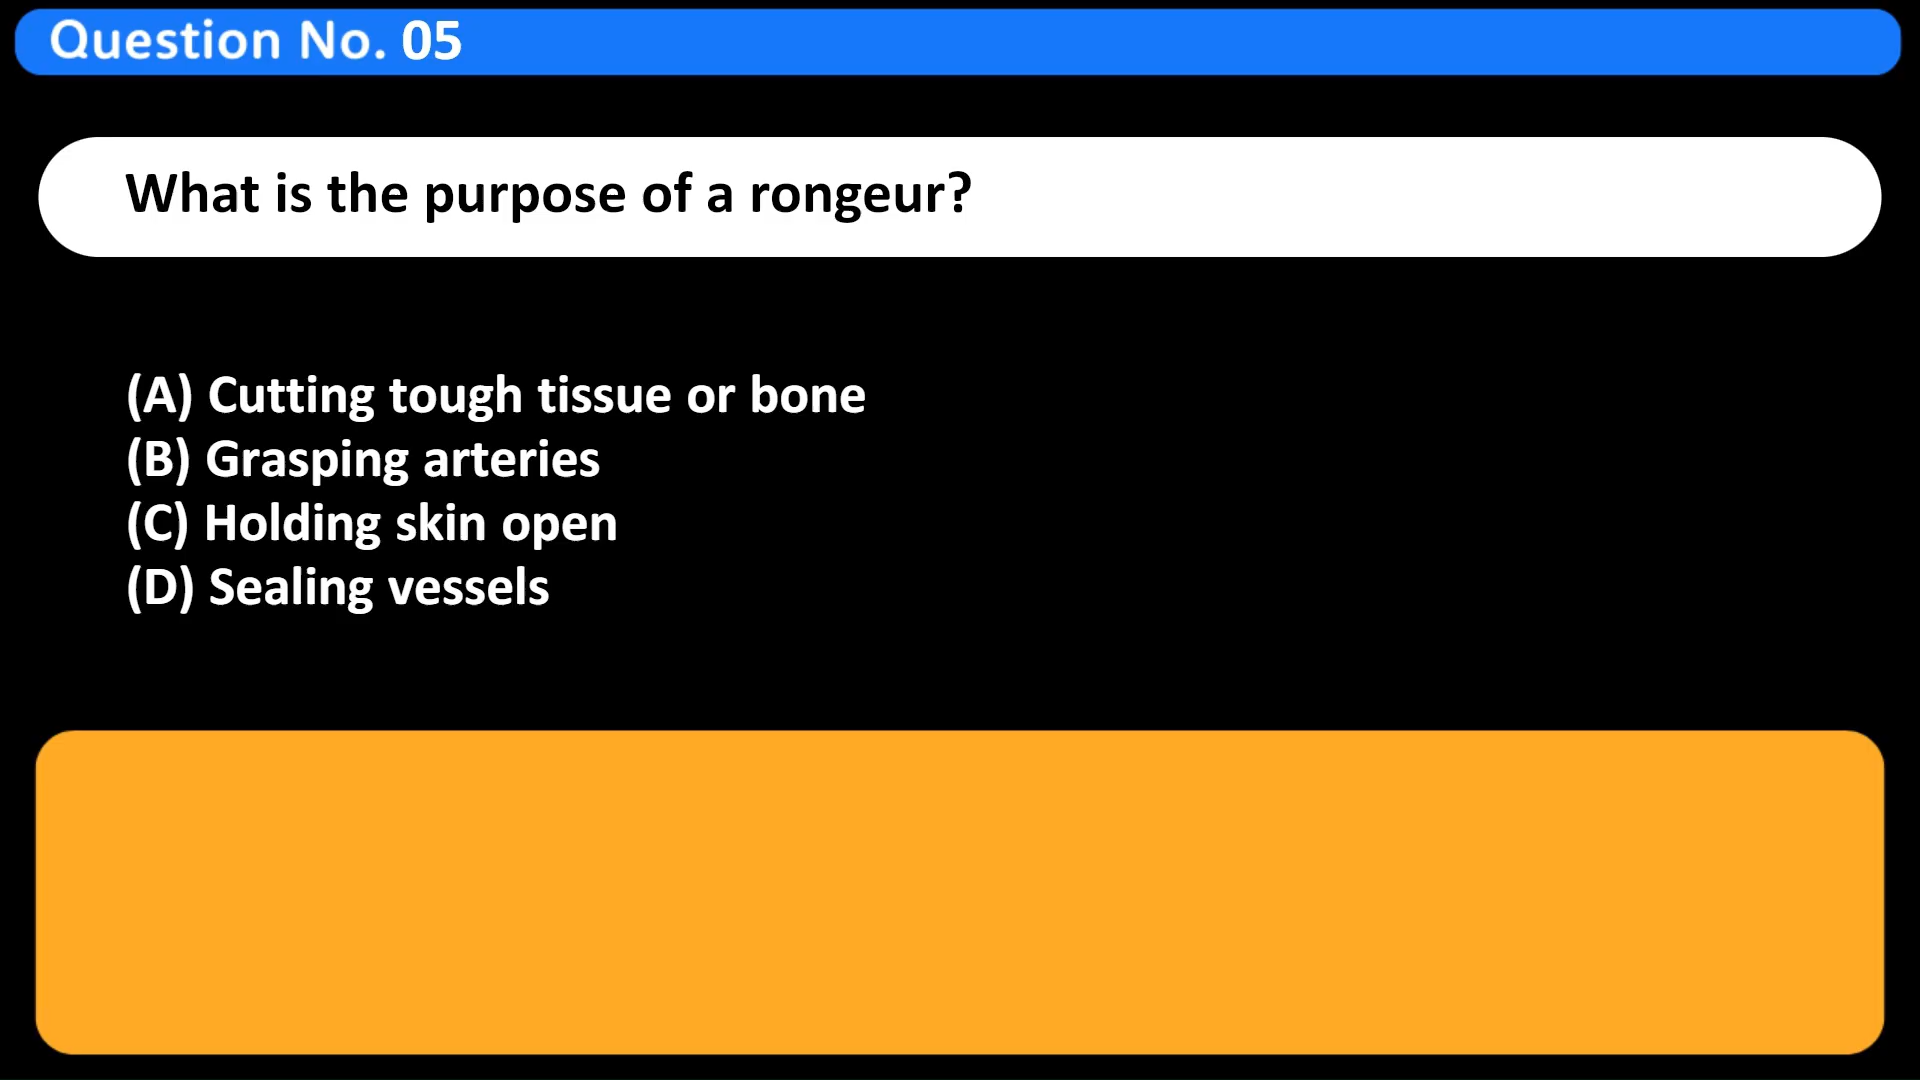 Question No. 05
What is the purpose of a rongeur?
(A) Cutting tough tissue or bone
(B) Grasping arteries
(C) Holding skin open
(D) Sealing vessels